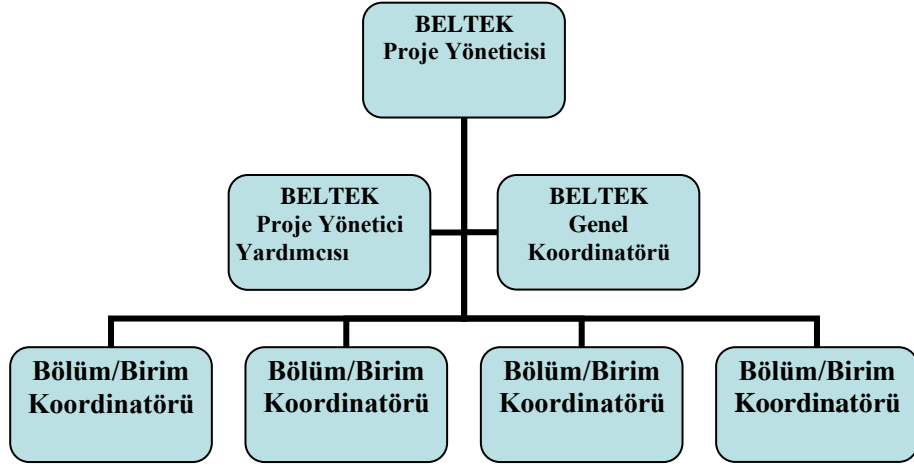 BELTEK
Proje Yöneticisi
BELTEK
Proje Yönetici
Yardımcısı
BELTEK
Genel
Koordinatörü
Bölüm/Birim
Koordinatörü
Bölüm/Birim
Koordinatörü
Bölüm/Birim
Koordinatörü
Bölüm/Birim
Koordinatörü